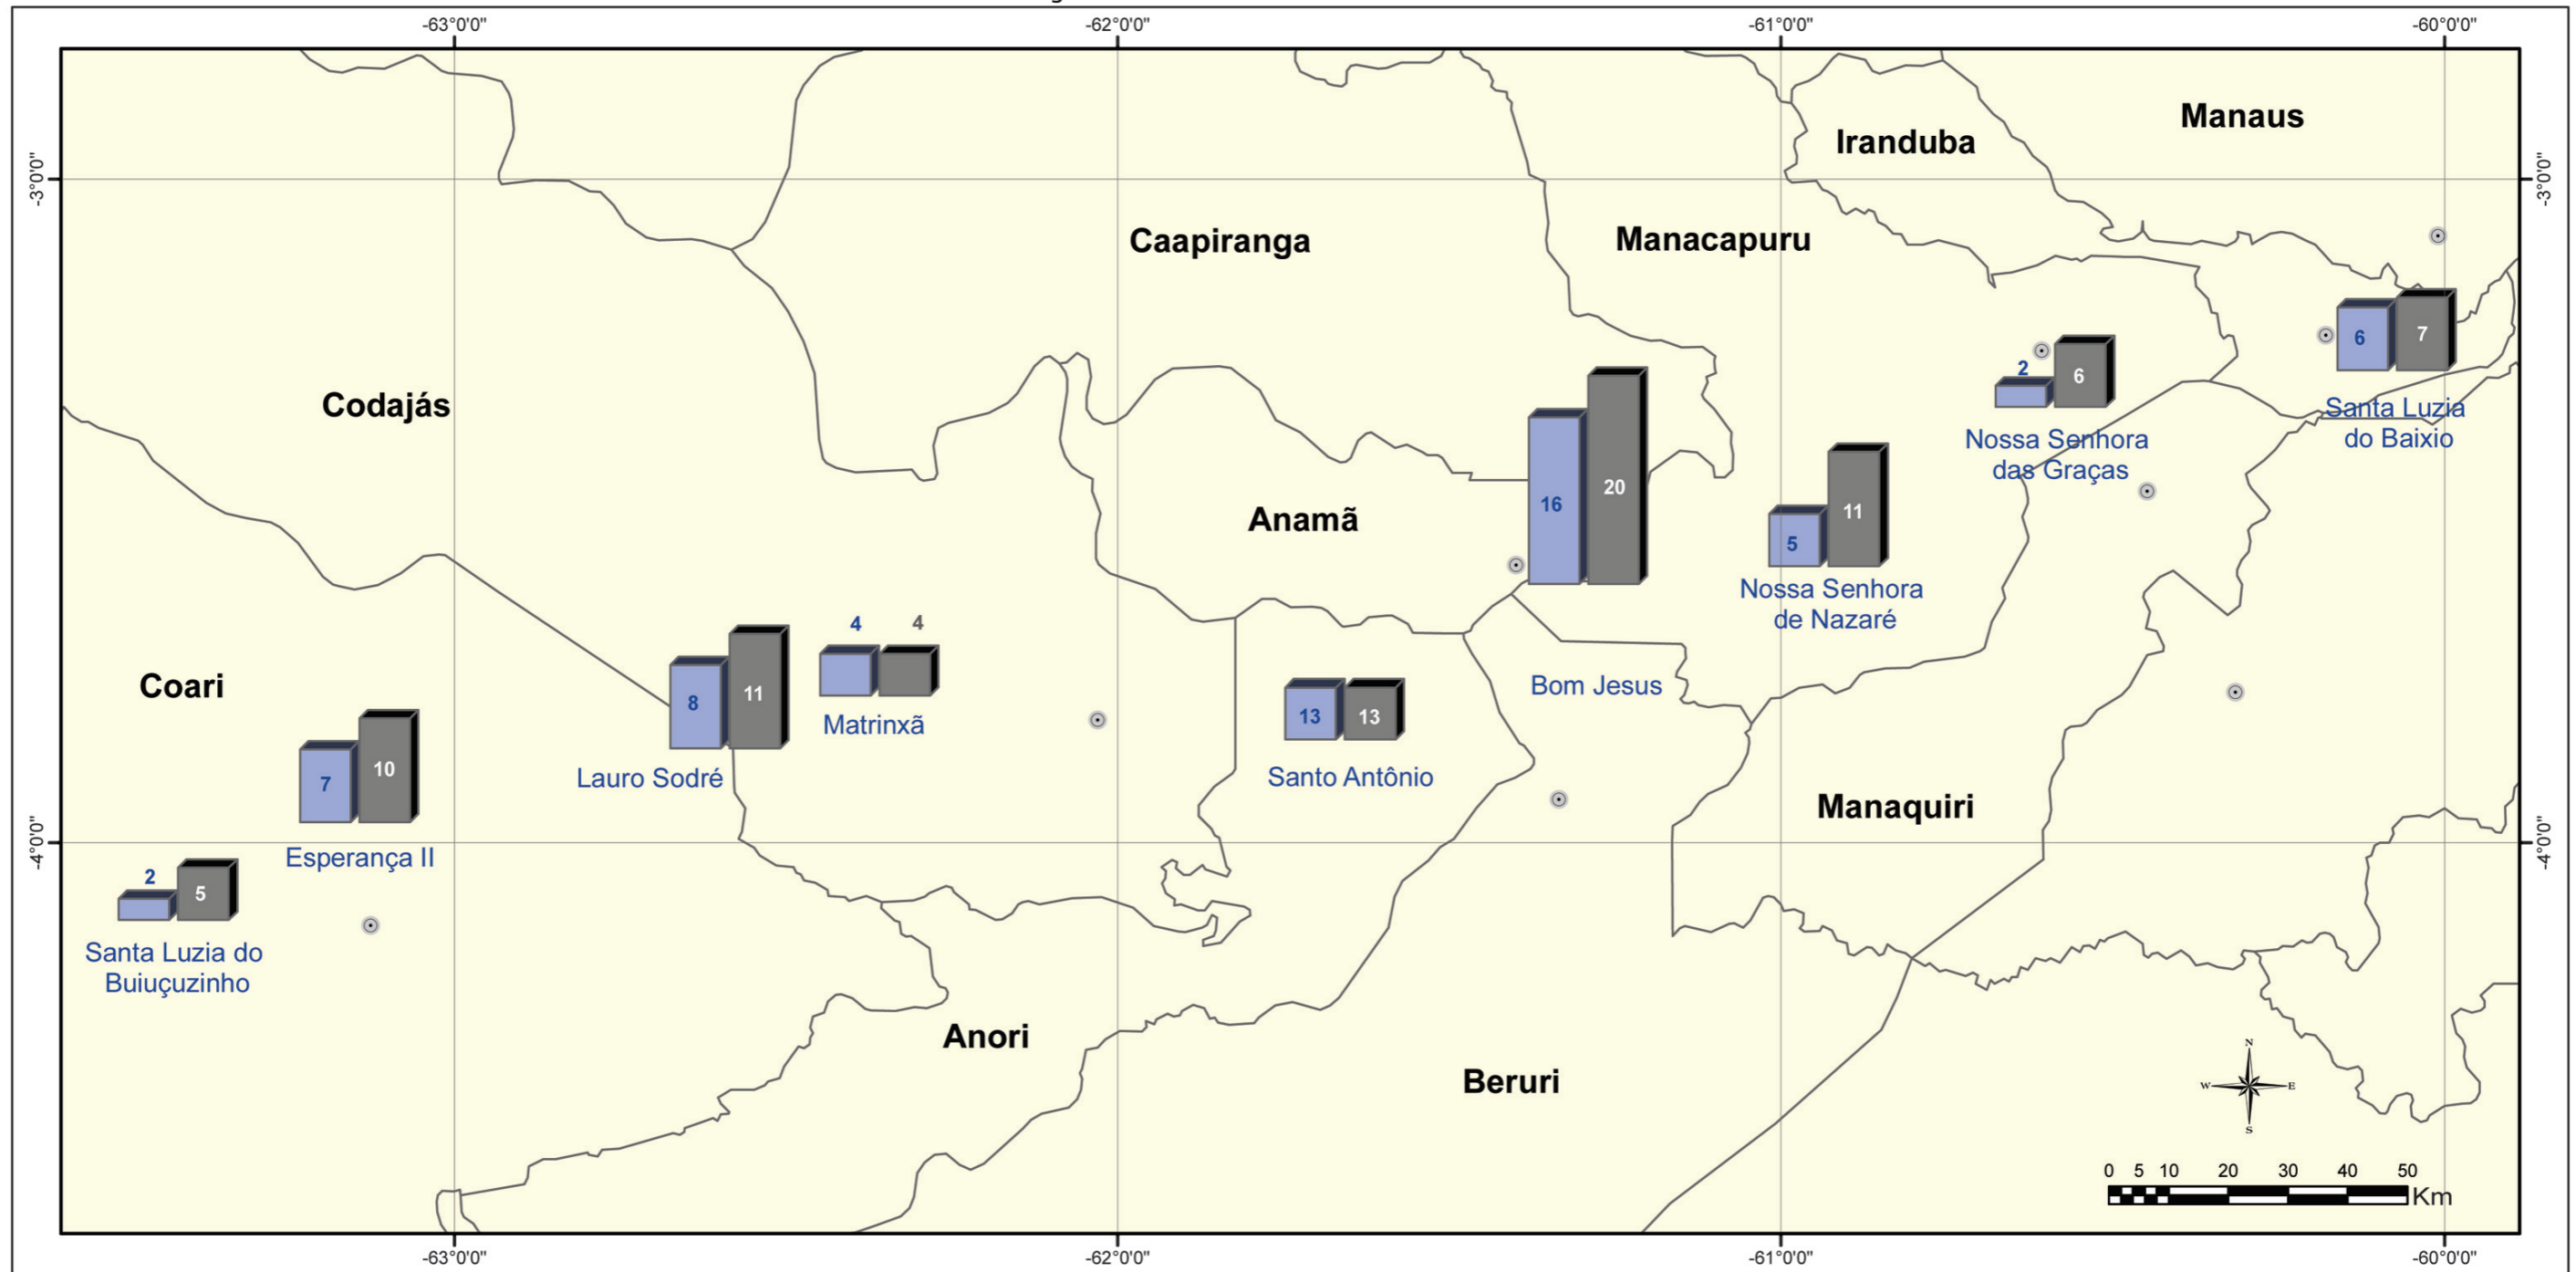 -63°0'0" -62°0'0" -61°0'0" -60°0'0"
Manaus
Iranduba
-3°0'0" -3°0'0"
Caapiranga Manacapuru
6 7
2 6
Codajás
Santa Luzia
do Baixio
Nossa Senhora
das Graças
16 20
Anamã
5 11
Nossa Senhora
de Nazaré
4 4
Matrinxã
8 11
Lauro Sodré
13 13
Santo Antônio
Bom Jesus
Coari
7 10
Esperança II
Manaquiri
-4°0'0" -4°0'0"
2 5
Santa Luzia do
Buiuçuzinho
Anori
Beruri
N
W E
S
0 5 10 20 30 40 50
Km
-63°0'0" -62°0'0" -61°0'0" -60°0'0"